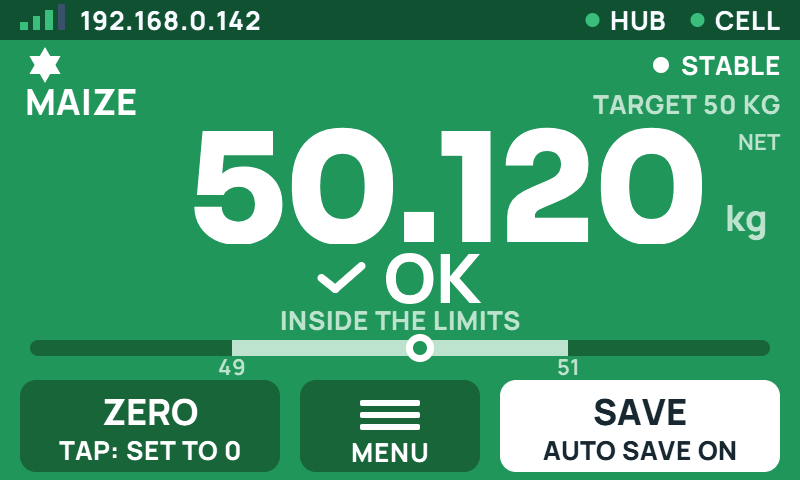 192.168.0.142
HUB
CELL
STABLE
MAIZE
TARGET 50 KG
NET
50.120 kg
OK
INSIDE THE LIMITS
49
51
ZERO
TAP: SET TO 0
MENU
SAVE
AUTO SAVE ON